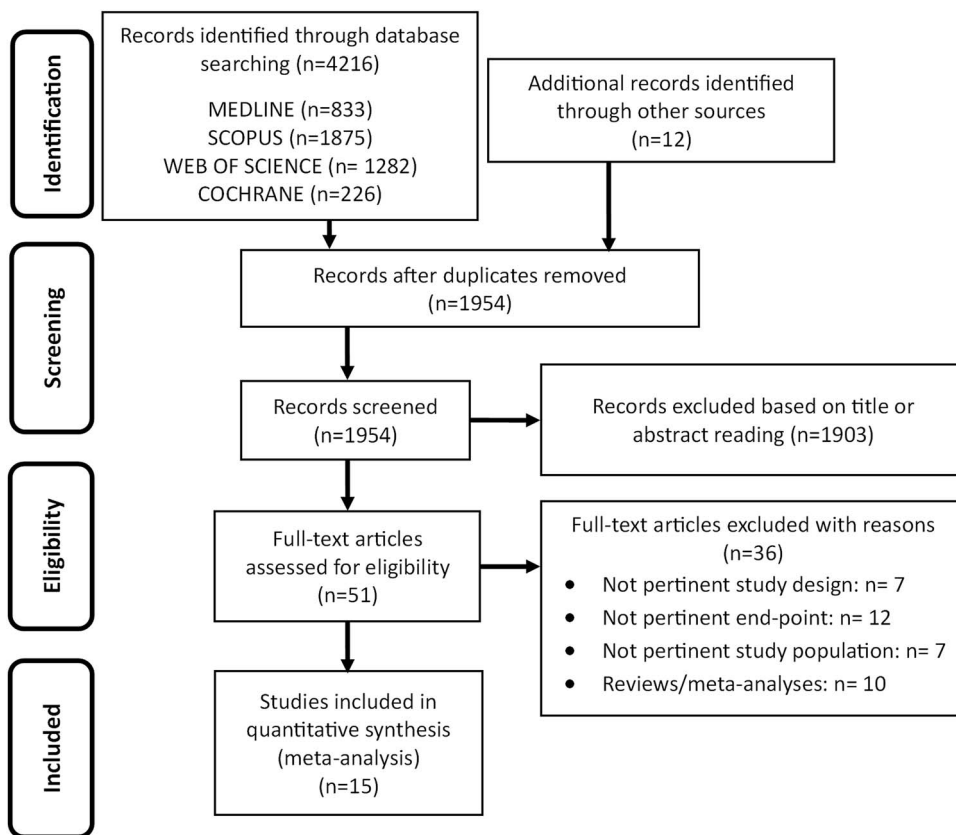 Identification
Records identified through database
searching (n=4216)
MEDLINE (n=833)
SCOPUS (n=1875)
WEB OF SCIENCE (n= 1282)
COCHRANE (n=226)
Additional records identified
through other sources
(n=12)
Screening
Records after duplicates removed
(n=1954)
Records screened
(n=1954)
Records excluded based on title or
abstract reading (n=1903)
Eligibility
Full-text articles
assessed for eligibility
(n=51)
Full-text articles excluded with reasons
(n=36)
• Not pertinent study design: n= 7
• Not pertinent end-point: n= 12
• Not pertinent study population: n= 7
• Reviews/meta-analyses: n= 10
Included
Studies included in
quantitative synthesis
(meta-analysis)
(n=15)